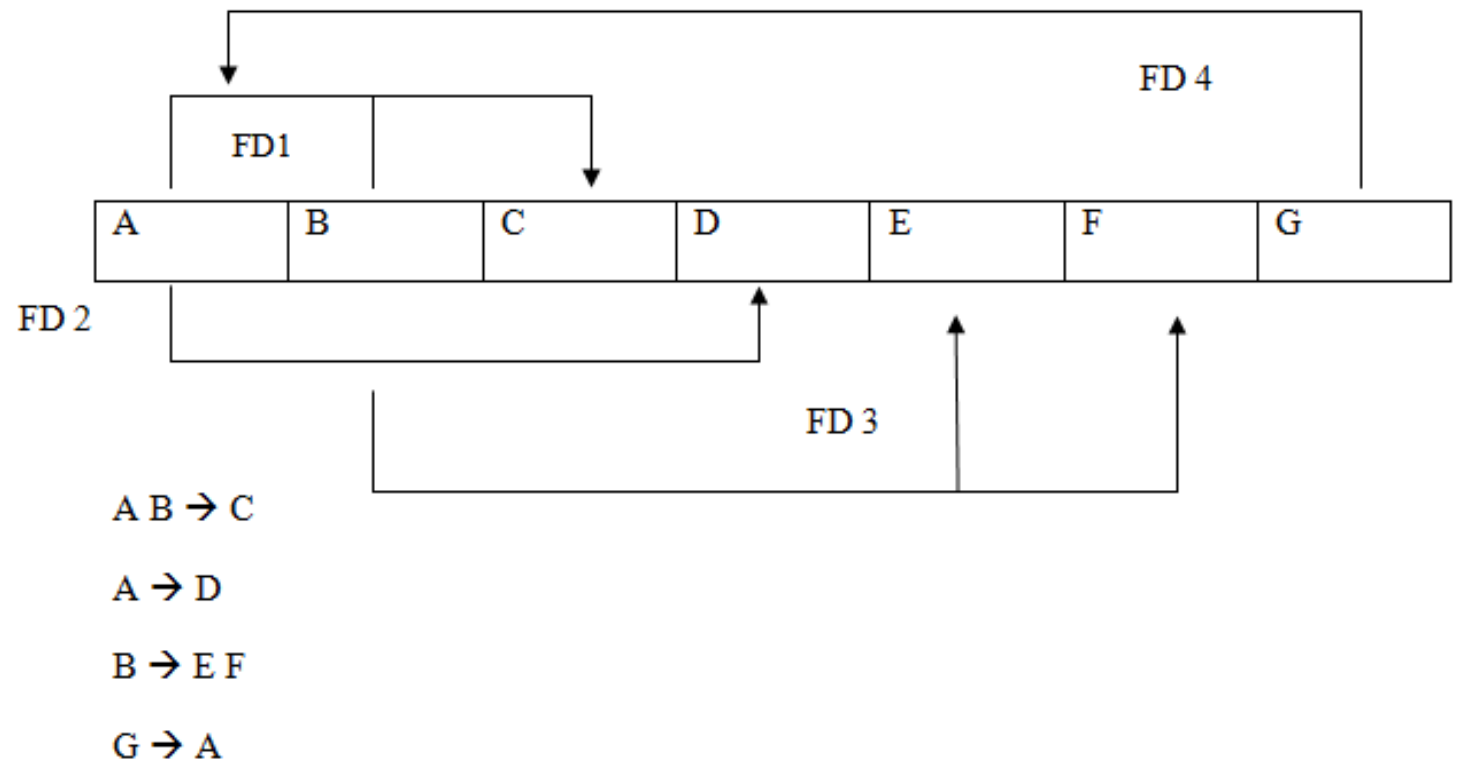 FD 4
FD1
A B C D E F G
FD 2
FD 3
A B → C
A → D
B → E F
G → A